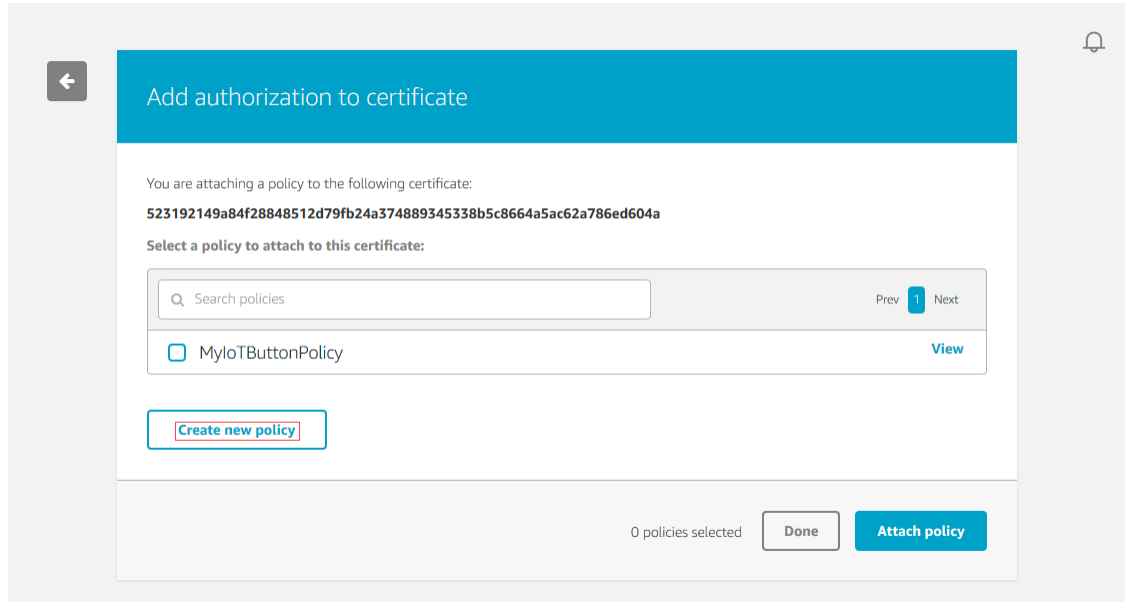 Add authorization to certificate
You are attaching a policy to the following certificate:
523192149a84f28848512d79fb24a374889345338b5c8664a5ac62a786ed604a
Select a policy to attach to this certificate:
Search policies
Prev 1 Next
MyIoTButtonPolicy
View
Create new policy
0 policies selected
Done
Attach policy